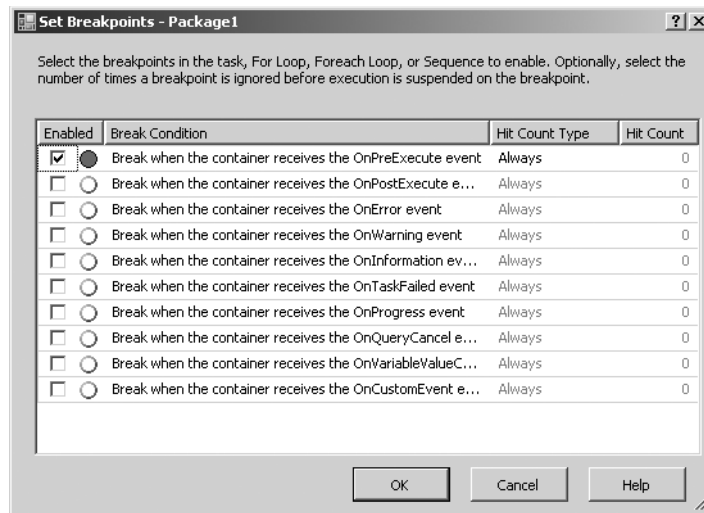 Set Breakpoints - Package1
Select the breakpoints in the task, For Loop, Foreach Loop, or Sequence to enable. Optionally, select the
number of times a breakpoint is ignored before execution is suspended on the breakpoint.
Enabled Break Condition Hit Count Type Hit Count
Break when the container receives the OnPreExecute event Always 0
Break when the container receives the OnPostExecute e... Always 0
Break when the container receives the OnError event Always 0
Break when the container receives the OnWarning event Always 0
Break when the container receives the OnInformation ev... Always 0
Break when the container receives the OnTaskFailed event Always 0
Break when the container receives the OnProgress event Always 0
Break when the container receives the OnQueryCancel e... Always 0
Break when the container receives the OnVariableValueC... Always 0
Break when the container receives the OnCustomEvent e... Always 0
OK Cancel Help